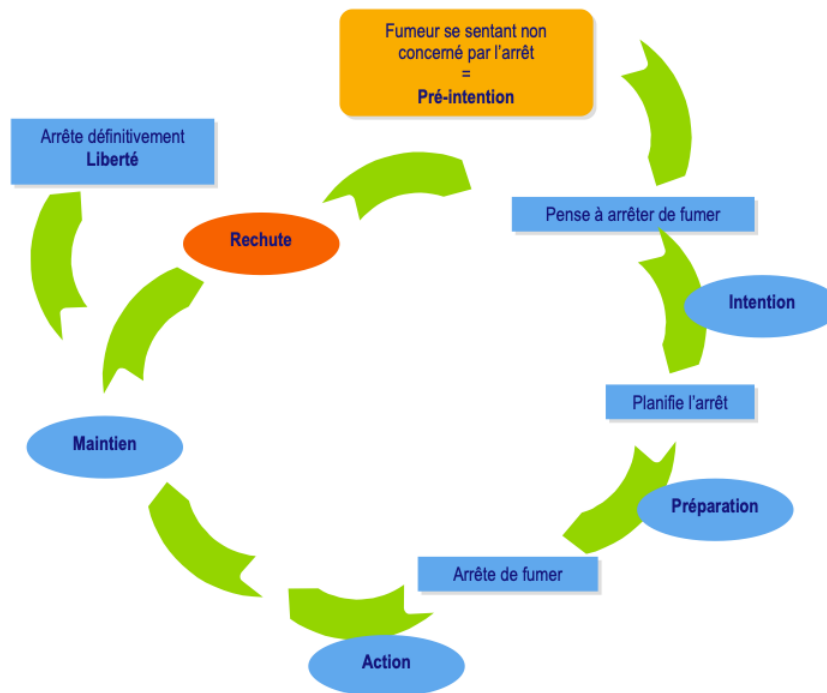 Fumeur se sentant non
concerné par l’arrêt
=
Pré-intention
Arrête définitivement
Liberté
Pense à arrêter de fumer
Rechute
Intention
Planifie l’arrêt
Maintien
Préparation
Arrête de fumer
Action